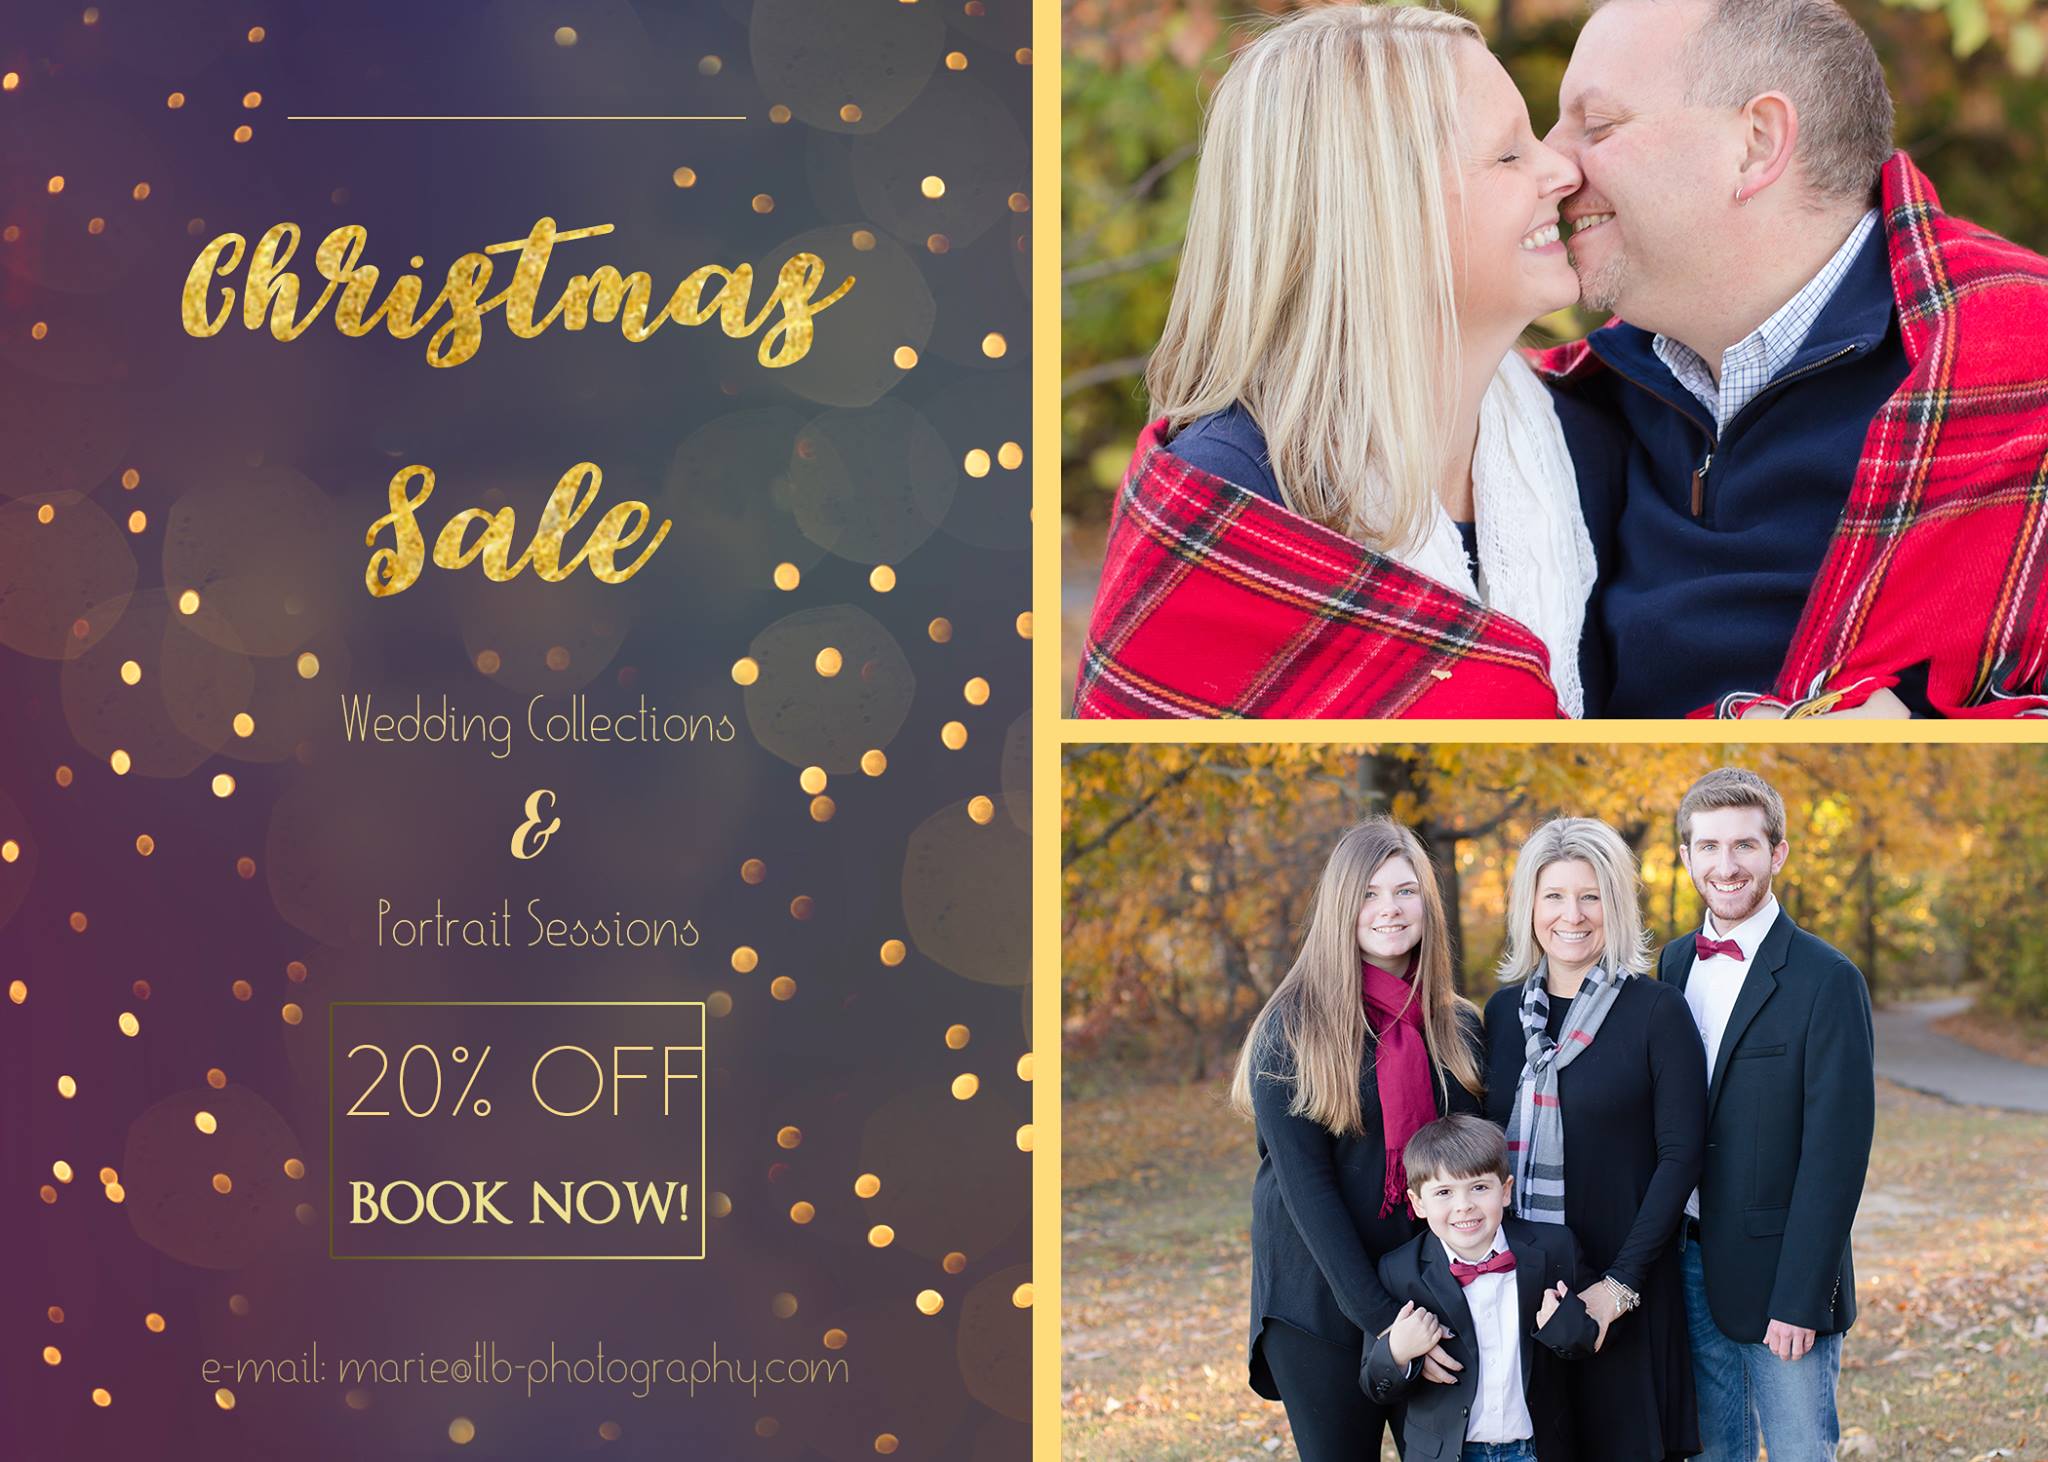 Christmas
Sale
Wedding Collections
&
Portrait Sessions
20% OFF
BOOK NOW!
e-mail: marie@tlb-photography.com